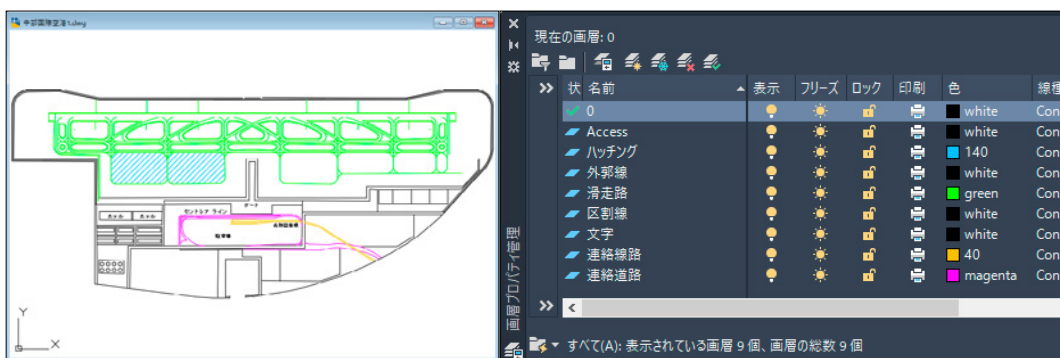 中部国際空港1.dwg
ホテル ホテル
セントレア ライン
駐車場
Y
X
現在の画層: 0
状 名前 表示 フリーズ ロック 印刷 色 線種
0 white Con
Access white Con
ハッチング 140 Con
外郭線 white Con
滑走路 green Con
区割線 white Con
文字 white Con
連絡線路 40 Con
連絡道路 magenta Con
すべて(A): 表示されている画層 9 個、画層の総数 9 個
画層プロパティ管理